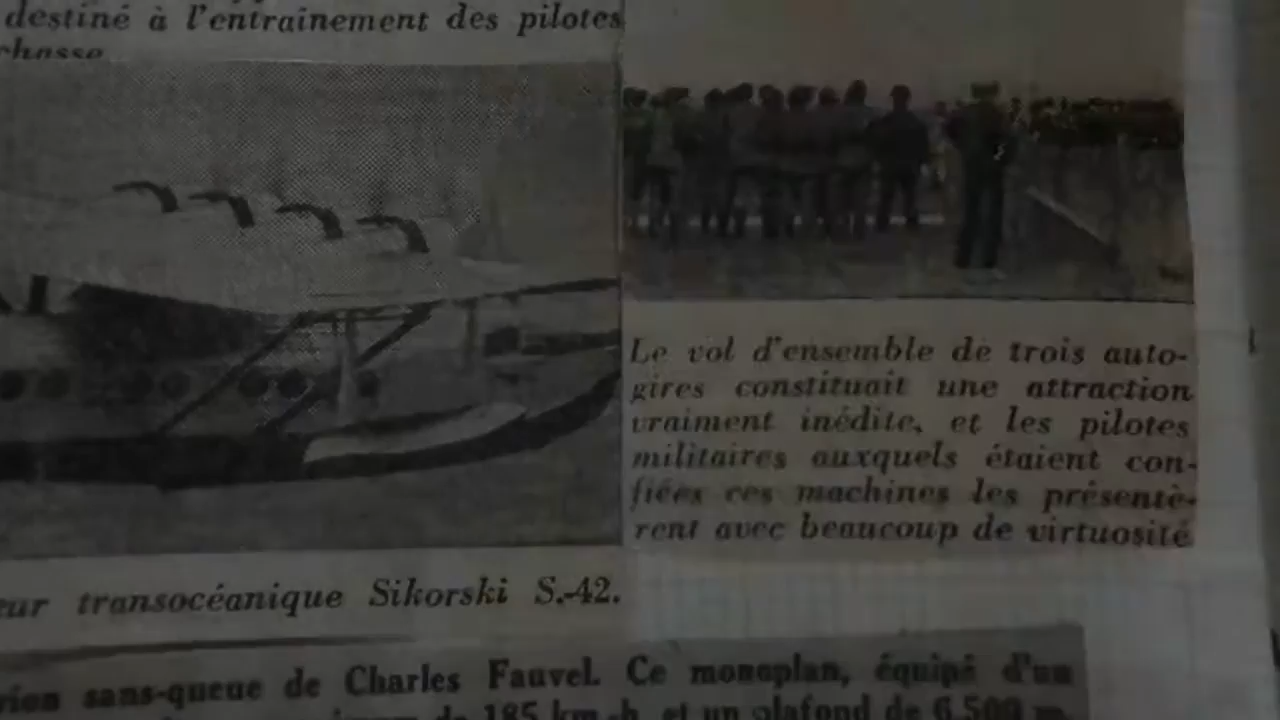 destiné à l'entrainement des pilotes
chasse
Le vol d'ensemble de trois auto-
gires constituait une attraction
vraiment inédite, et les pilotes
militaires auxquels étaient con-
fiées ces machines les présentè-
rent avec beaucoup de virtuosité
eur transocéanique Sikorski S.-42.
vion sans-queue de Charles Fauvel. Ce monoplan, équipé d'un
de 185 km-h. et un plafond de 6.500 m.